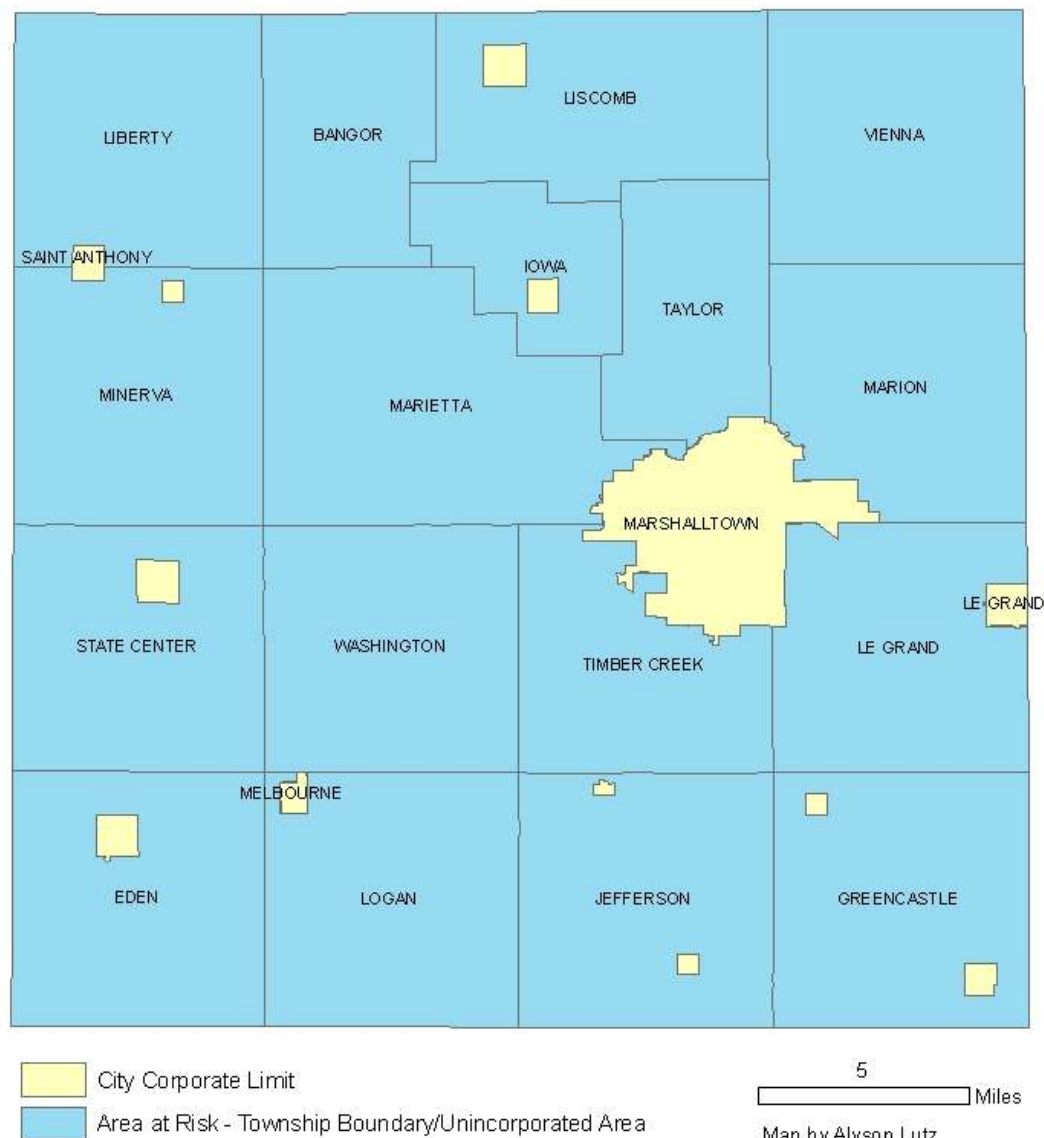 LISCOMB
LIBERTY
BANGOR
VIENNA
SAINT ANTHONY
IOWA
TAYLOR
MINERVA
MARIETTA
MARION
MARSHALLTOWN
LE GRAND
STATE CENTER
WASHINGTON
TIMBER CREEK
LE GRAND
MELBOURNE
EDEN
LOGAN
JEFFERSON
GREENCASTLE
City Corporate Limit
Area at Risk - Township Boundary/Unincorporated Area
5
Miles
Map by Alyson Lutz